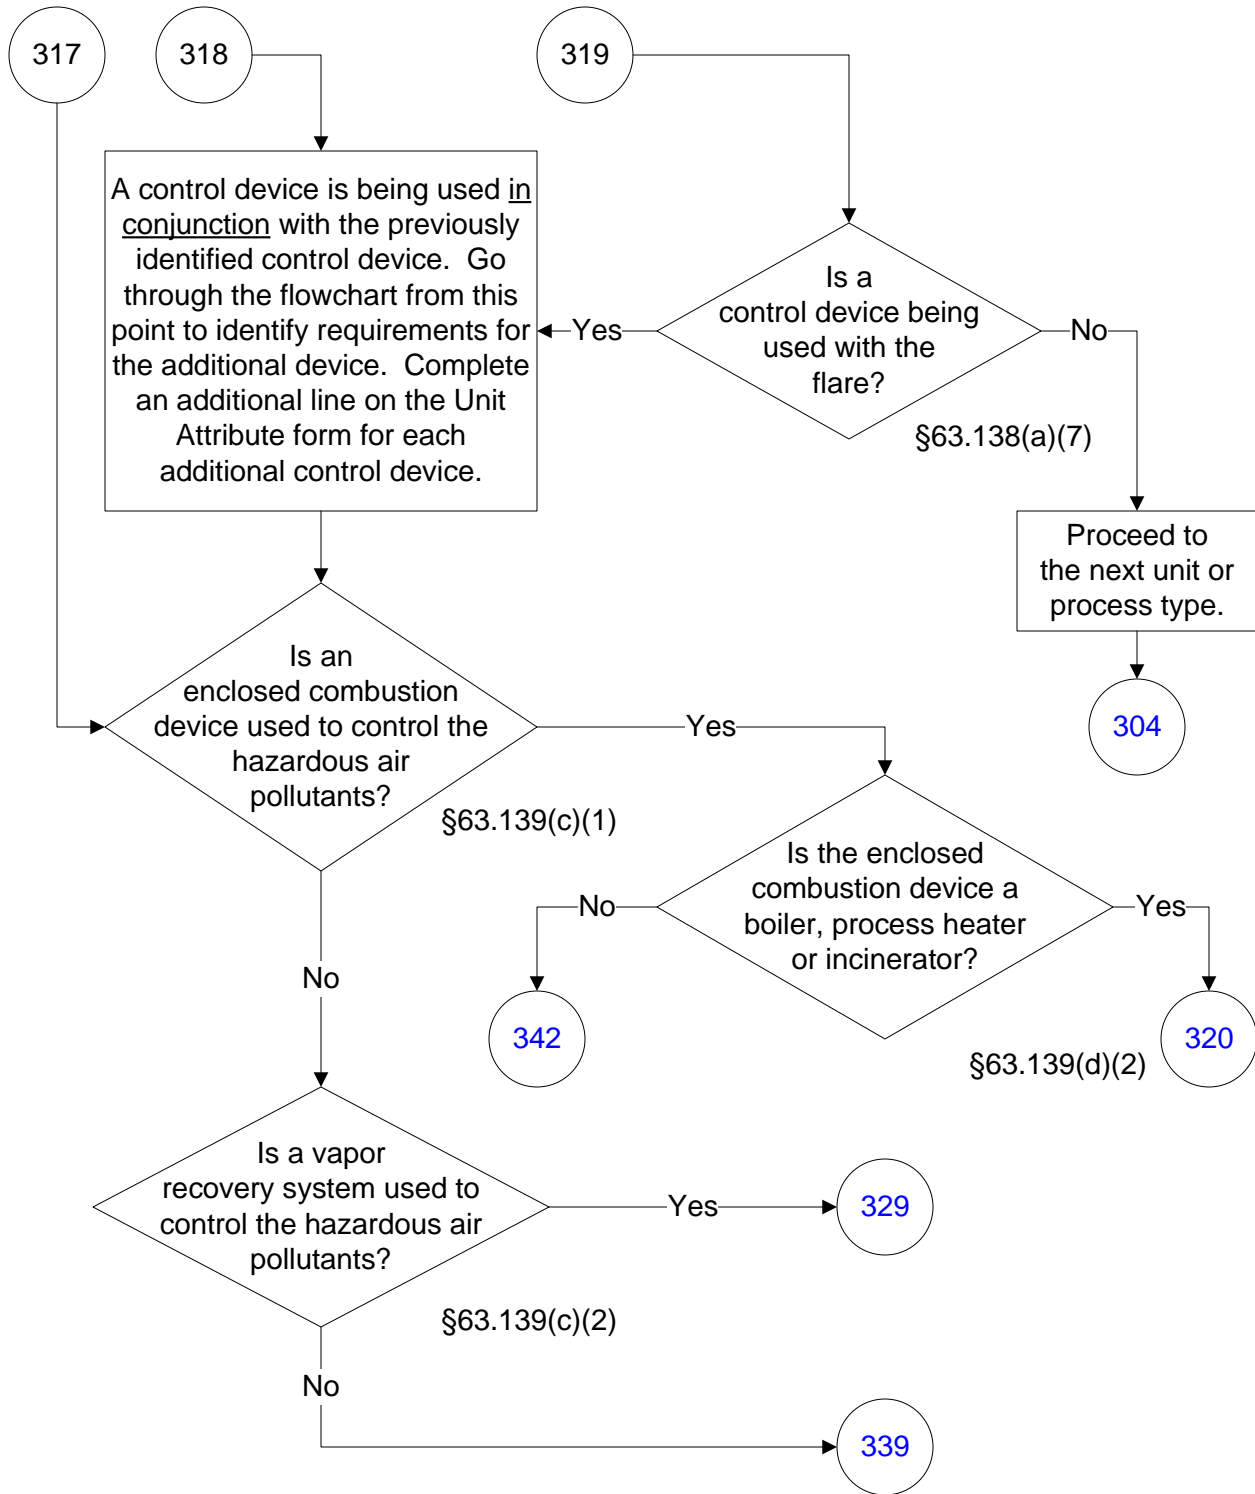 317
318
319
A control device is being used in
conjunction with the previously
identified control device.  Go
through the flowchart from this
point to identify requirements for
the additional device.  Complete
an additional line on the Unit
Attribute form for each
additional control device.
Is a
control device being
used with the
flare?
Yes
No
§63.138(a)(7)
Proceed to
the next unit or
process type.
304
Is an
enclosed combustion
device used to control the
hazardous air
pollutants?
Yes
§63.139(c)(1)
No
Is the enclosed
combustion device a
boiler, process heater
or incinerator?
No
Yes
342
320
§63.139(d)(2)
Is a vapor
recovery system used to
control the hazardous air
pollutants?
Yes
329
§63.139(c)(2)
No
339